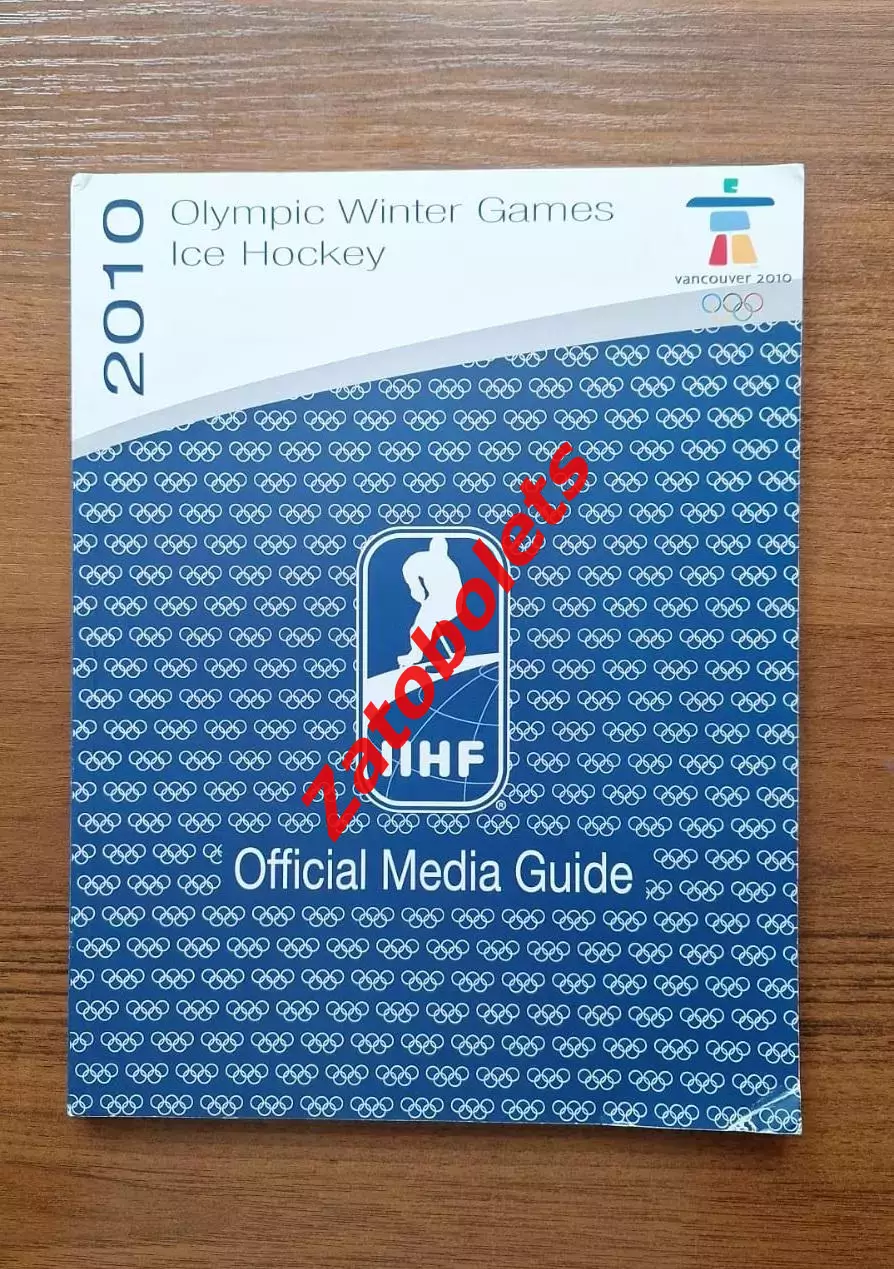 2010
Olympic Winter Games
Ice Hockey
vancouver 2010
Zatobolets
IIHF
®
Official Media Guide